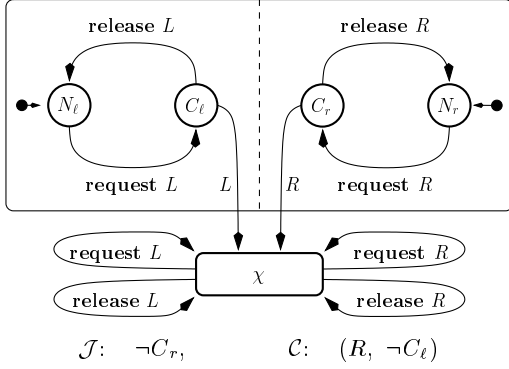 release L release R
N_ℓ C_ℓ C_r N_r
request L L R request R
request L request R
χ
release L release R
𝒥: ¬C_r, 𝒞: (R, ¬C_ℓ)